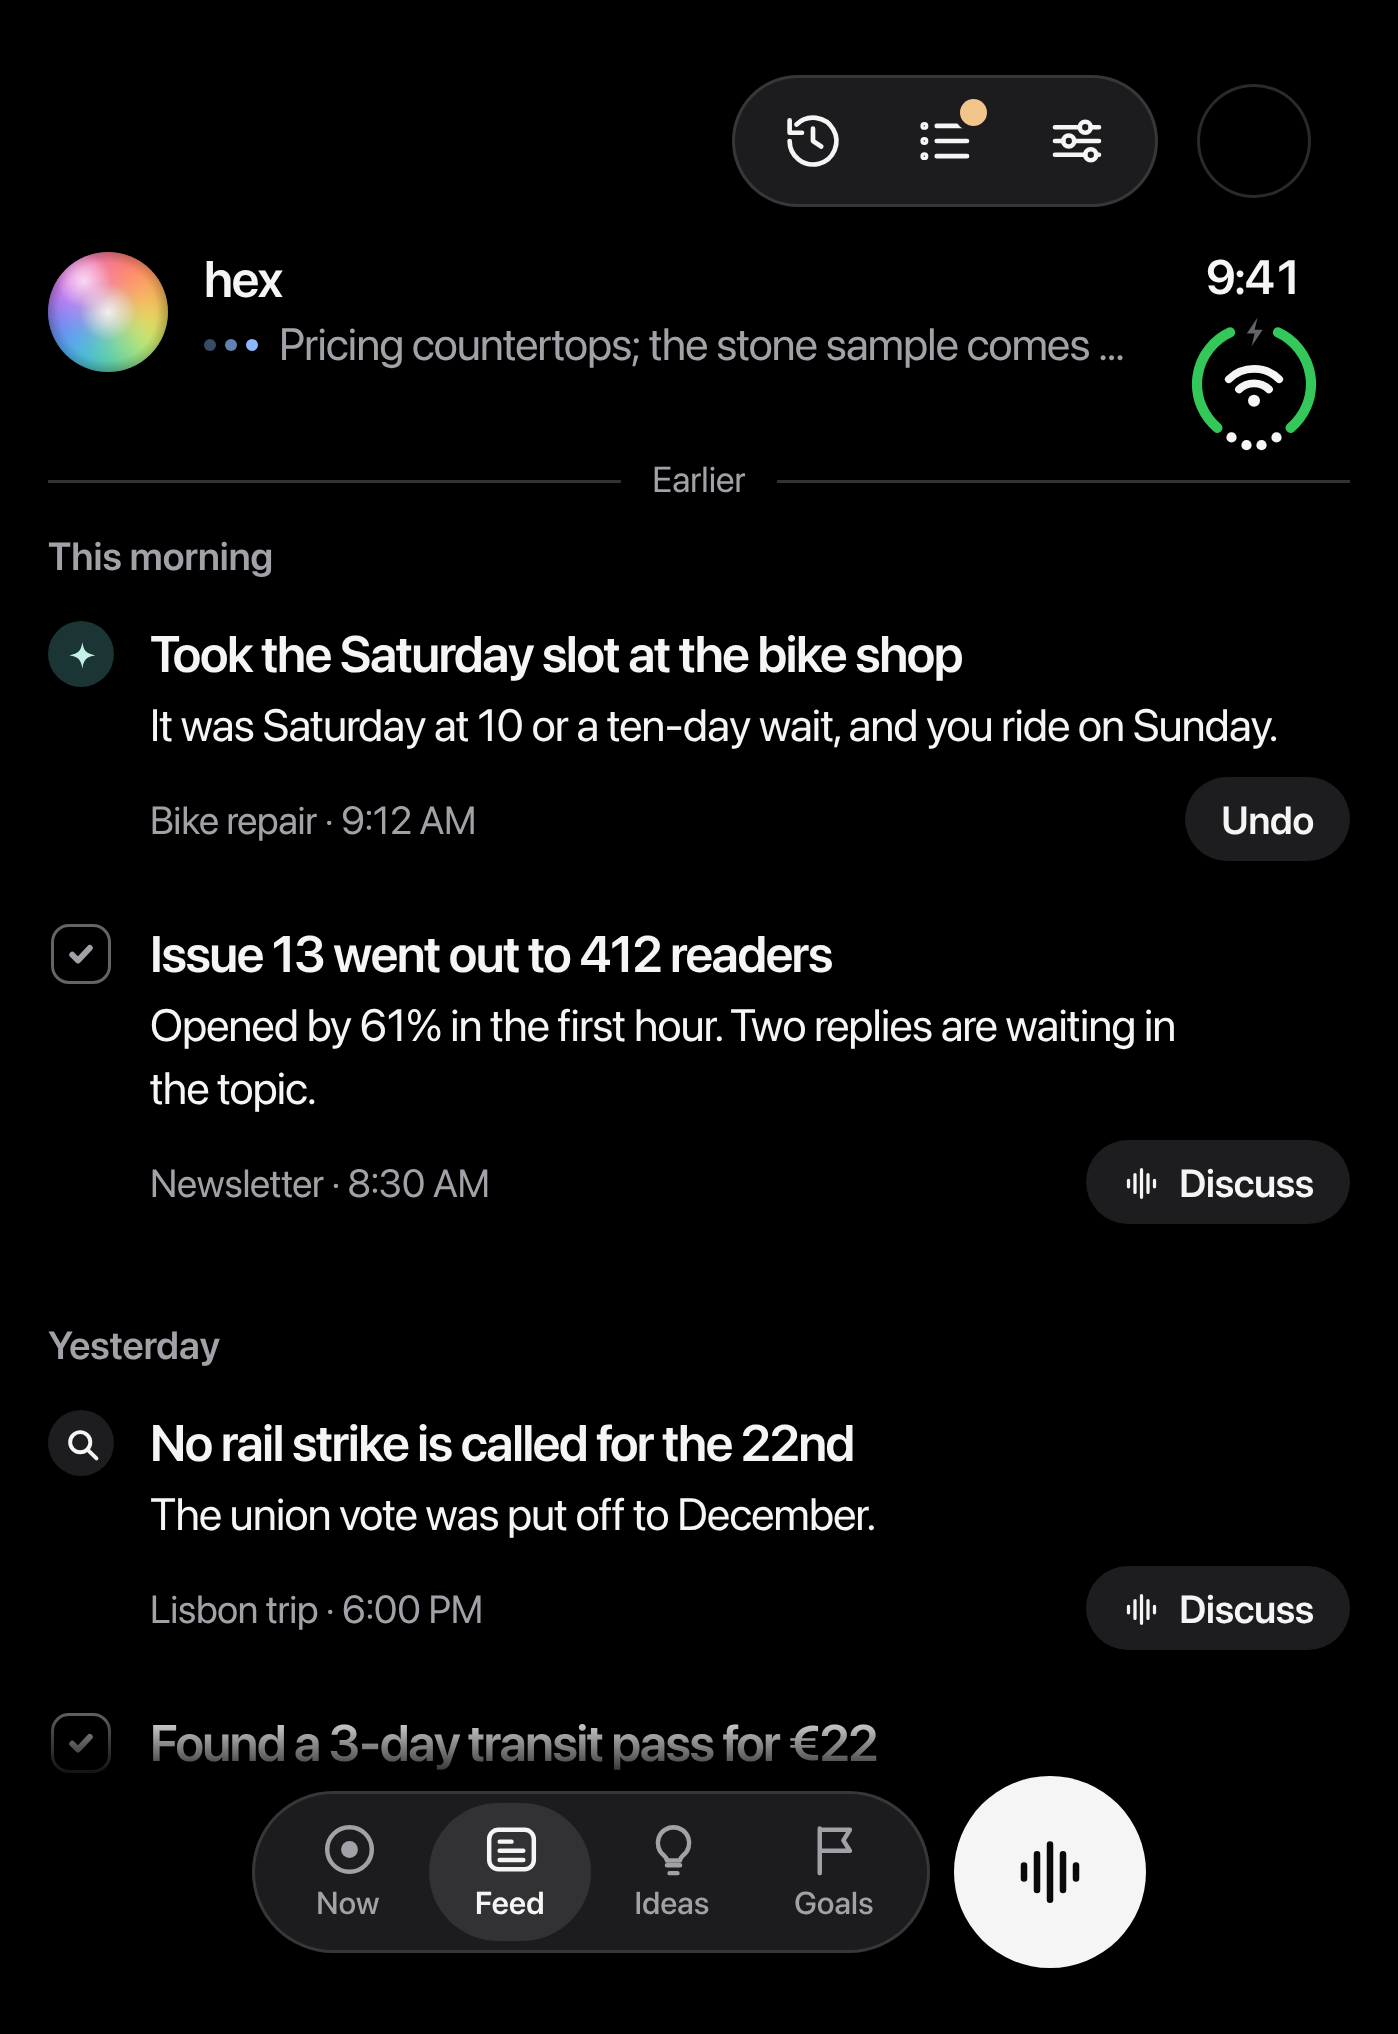 hex
9:41
Pricing countertops; the stone sample comes ...
Earlier
This morning
Took the Saturday slot at the bike shop
It was Saturday at 10 or a ten-day wait, and you ride on Sunday.
Bike repair · 9:12 AM
Undo
Issue 13 went out to 412 readers
Opened by 61% in the first hour. Two replies are waiting in
the topic.
Newsletter · 8:30 AM
Discuss
Yesterday
No rail strike is called for the 22nd
The union vote was put off to December.
Lisbon trip · 6:00 PM
Discuss
Found a 3-day transit pass for €22
Now
Feed
Ideas
Goals